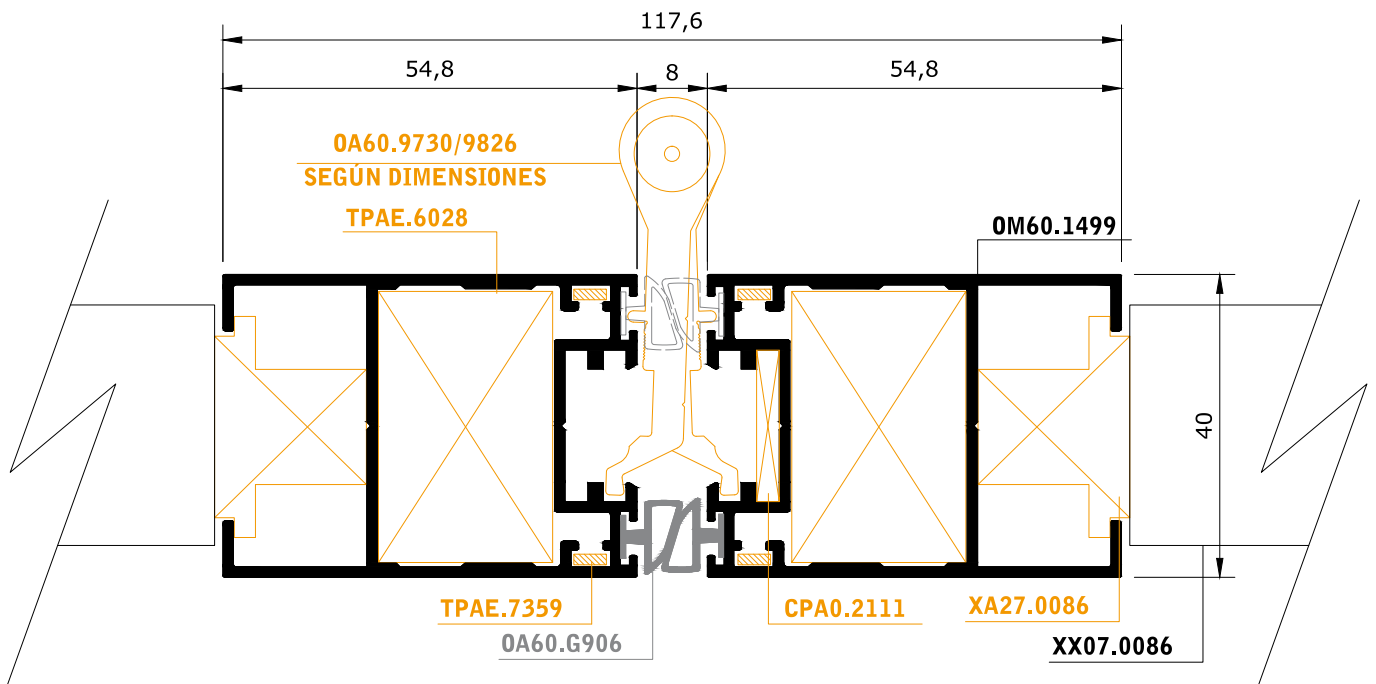 117,6
54,8
8
54,8
OA60.9730/9826
SEGÚN DIMENSIONES
TPAE.6028
OM60.1499
40
TPAE.7359
CPA0.2111
XA27.0086
OA60.G906
XX07.0086